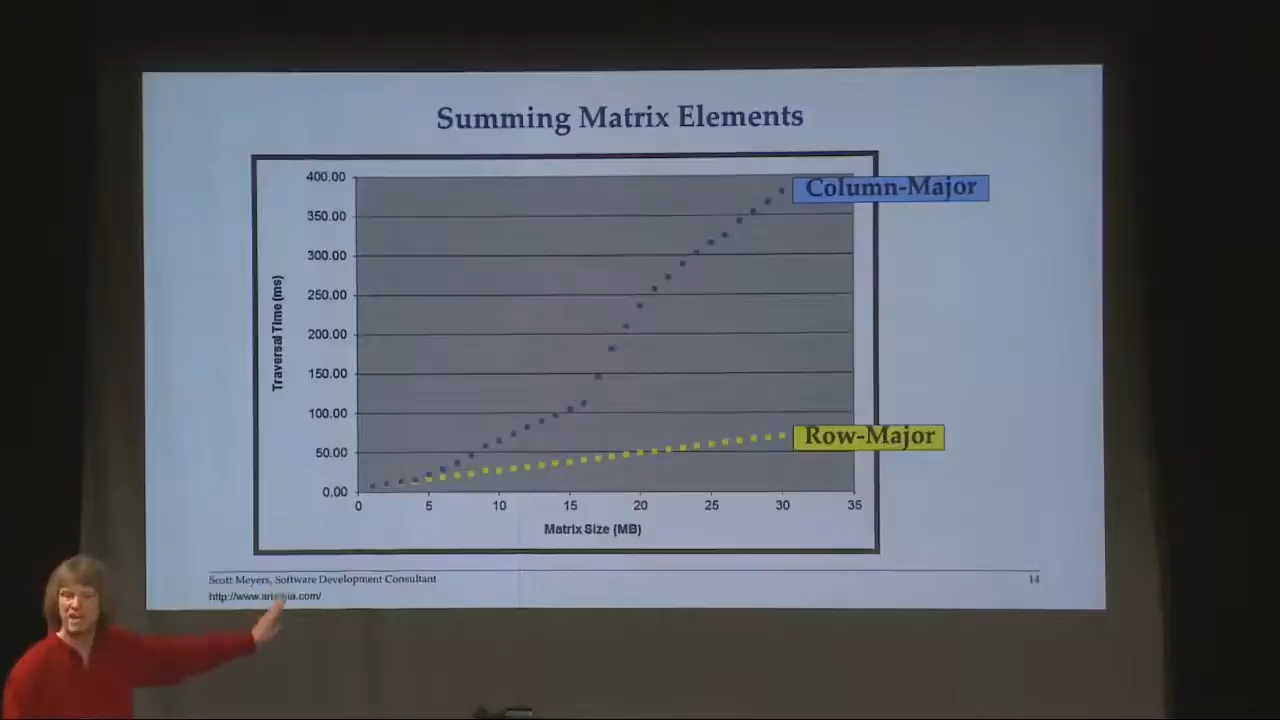 Summing Matrix Elements
400.00
350.00
300.00
250.00
200.00
150.00
100.00
50.00
0.00
Traversal Time (ms)
Column-Major
Row-Major
0 5 10 15 20 25 30 35
Matrix Size (MB)
Scott Meyers, Software Development Consultant
14